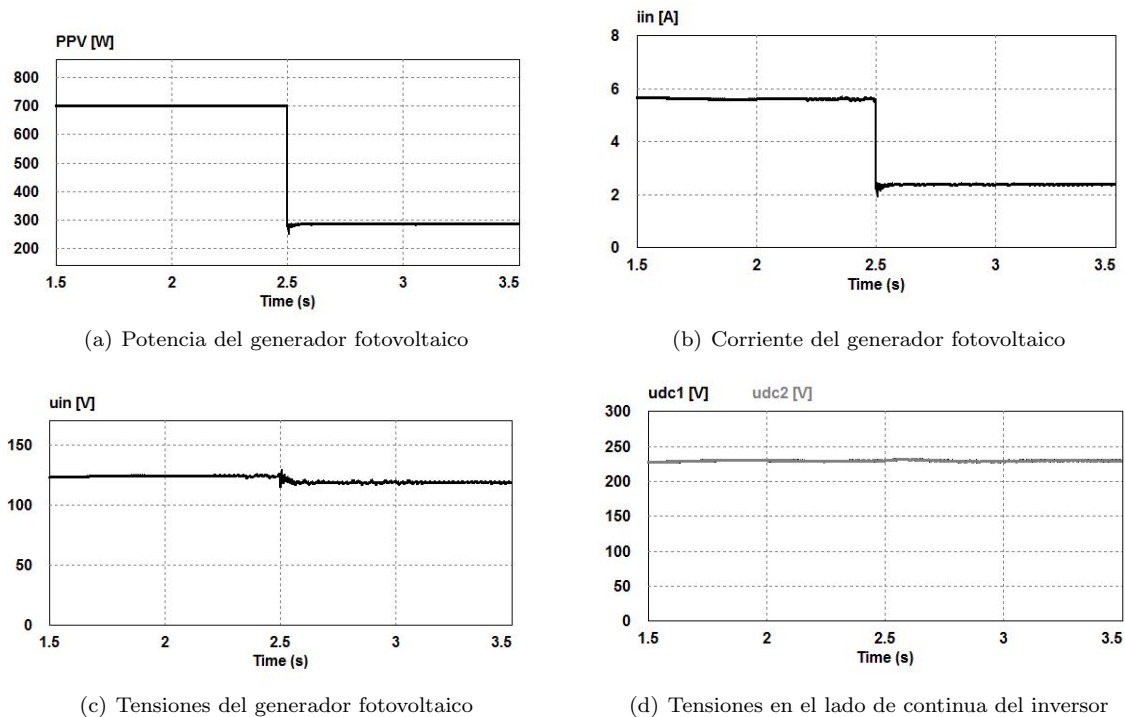 PPV [W]
800
700
600
500
400
300
200
1.5 2 2.5 3 3.5
Time (s)
(a) Potencia del generador fotovoltaico
iin [A]
8
6
4
2
0
1.5 2 2.5 3 3.5
Time (s)
(b) Corriente del generador fotovoltaico
uin [V]
150
100
50
0
1.5 2 2.5 3 3.5
Time (s)
(c) Tensiones del generador fotovoltaico
udc1 [V] udc2 [V]
300
250
200
150
100
50
0
1.5 2 2.5 3 3.5
Time (s)
(d) Tensiones en el lado de continua del inversor